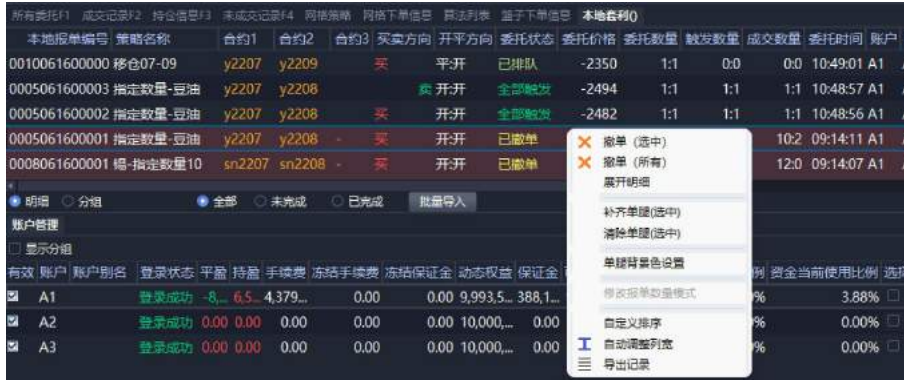 所有委托F1 成交记录F2 持仓信息F3 未成交记录F4 网格策略 网格下单信息 算法列表 篮子下单信息 本地套利()
本地报单编号 策略名称 合约1 合约2 合约3 买卖方向 开平方向 委托状态 委托价格 委托数量 触发数量 成交数量 委托时间 账户
0010061600000 移仓07-09 y2207 y2209 买 平:开 已排队 -2350 1:1 0:0 0:0 10:49:01 A1
0005061600003 指定数量-豆油 y2207 y2208 卖 开:开 全部触发 -2494 1:1 1:1 1:1 10:48:57 A1
0005061600002 指定数量-豆油 y2207 y2208 买 开:开 全部触发 -2482 1:1 1:1 1:1 10:48:56 A1
0005061600001 指定数量-豆油 y2207 y2208 - 买 开:开 已撤单 10:2 09:14:11 A1
0008061600001 锡-指定数量10 sn2207 sn2208 - 买 开:开 已撤单 12:0 09:14:07 A1
撤单 (选中)
撤单 (所有)
展开明细
补齐单腿(选中)
清除单腿(选中)
单腿背景色设置
修改报单数量模式
自定义排序
自动调整列宽
导出记录
明细 分组 全部 未完成 已完成 批量导入
账户管理
显示分组
有效 账户 账户别名 登录状态 平盈 持盈 手续费 冻结手续费 冻结保证金 动态权益 保证金 例 资金当前使用比例 选
A1 登录成功 -8,... 6,5... 4,379... 0.00 0.00 9,993,5... 388,1... % 3.88%
A2 登录成功 0.00 0.00 0.00 0.00 0.00 10,000,... 0.00 % 0.00%
A3 登录成功 0.00 0.00 0.00 0.00 0.00 10,000,... 0.00 % 0.00%